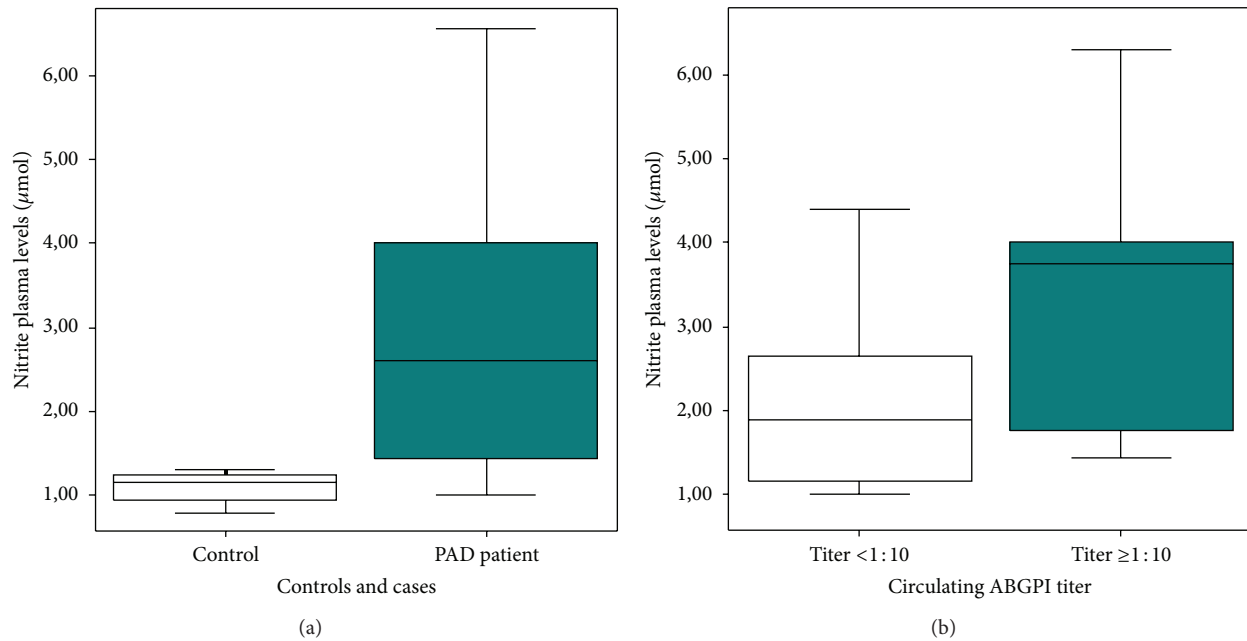 Nitrite plasma levels (μmol)
6,00
5,00
4,00
3,00
2,00
1,00
Control
PAD patient
Controls and cases
(a)
Nitrite plasma levels (μmol)
6,00
5,00
4,00
3,00
2,00
1,00
Titer <1 : 10
Titer ≥1 : 10
Circulating ABGPI titer
(b)